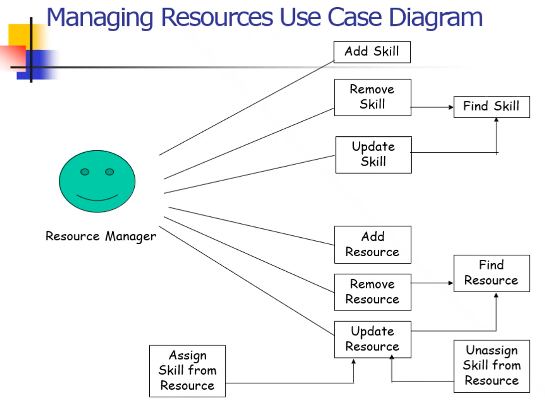 Managing Resources Use Case Diagram
Add Skill
Remove
Skill
Find Skill
Update
Skill
Resource Manager
Add
Resource
Find
Resource
Remove
Resource
Update
Resource
Assign
Skill from
Resource
Unassign
Skill from
Resource